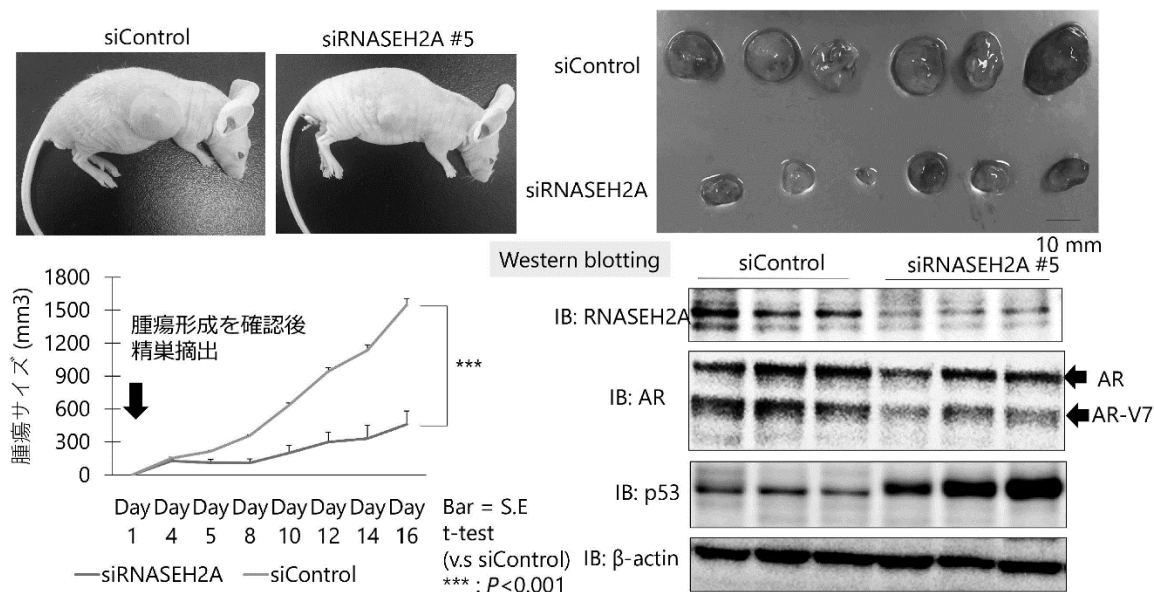 siControl
siRNASEH2A #5
siControl
siRNASEH2A
10 mm
1800
1500
1200
900
600
300
0
腫瘍サイズ (mm3)
腫瘍形成を確認後
精巣摘出
***
Day Day Day Day Day Day Day Day
1 4 5 8 10 12 14 16
siRNASEH2A siControl
Bar = S.E
t-test
(v.s siControl)
*** : P<0.001
Western blotting
siControl siRNASEH2A #5
IB: RNASEH2A
IB: AR
AR
AR-V7
IB: p53
IB: β-actin